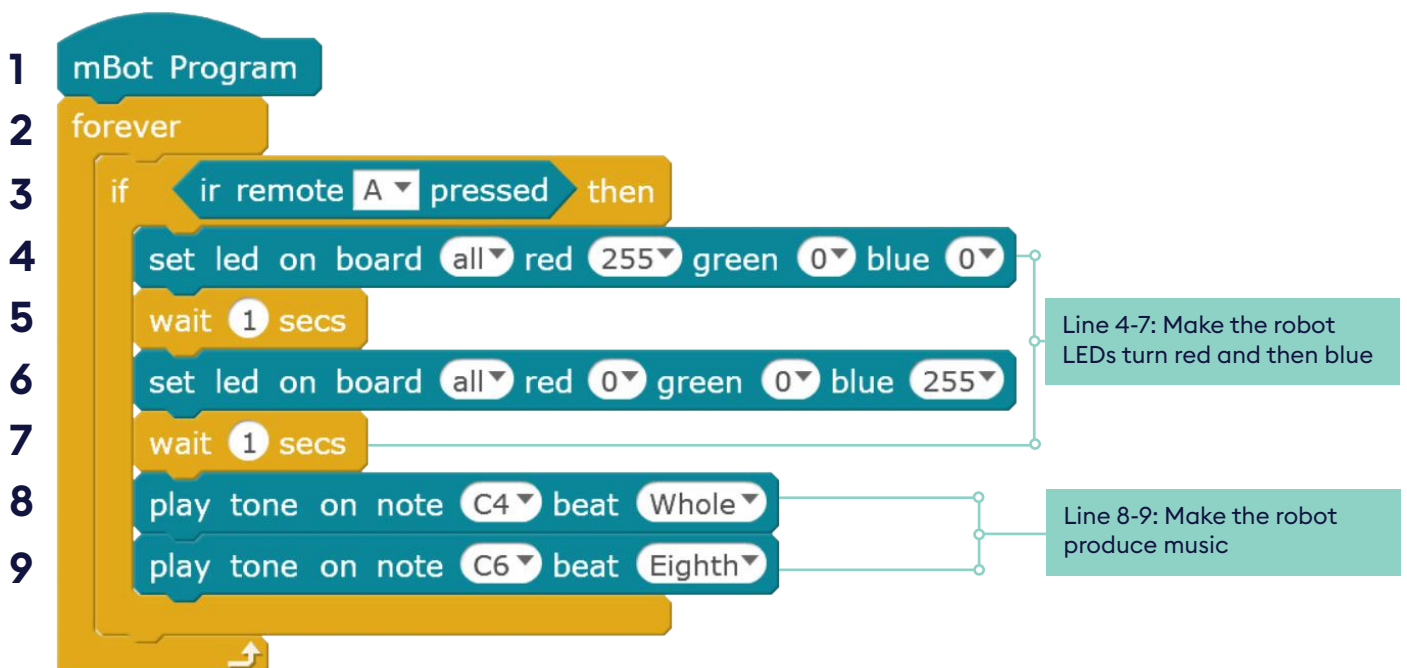 1 mBot Program
2 forever
3 if ir remote A pressed then
4 set led on board all red 255 green 0 blue 0
5 wait 1 secs
6 set led on board all red 0 green 0 blue 255
7 wait 1 secs
8 play tone on note C4 beat Whole
9 play tone on note C6 beat Eighth
Line 4-7: Make the robot
LEDs turn red and then blue
Line 8-9: Make the robot
produce music